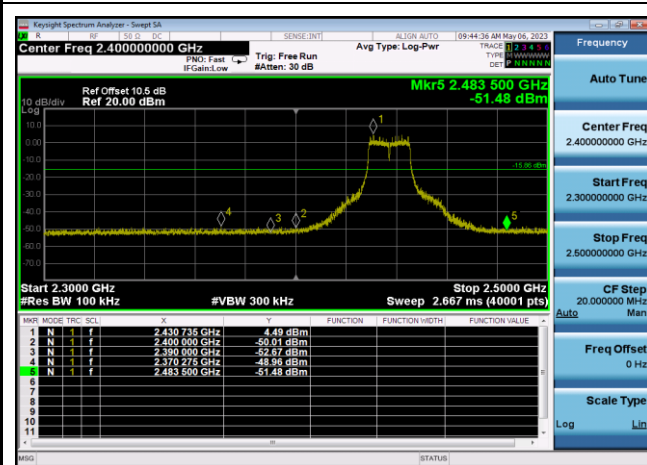 Keysight Spectrum Analyzer - Swept SA
RF 50 Ω DC SENSE:INT ALIGN AUTO 09:44:36 AM May 06, 2023
Center Freq 2.400000000 GHz
PNO: Fast
IFGain:Low
Trig: Free Run
#Atten: 30 dB
Avg Type: Log-Pwr
TRACE 1 2 3 4 5 6
TYPE M W W W W W
DET P N N N N N
Ref Offset 10.5 dB
10 dB/div Ref 20.00 dBm
Log
Mkr5 2.483 500 GHz
-51.48 dBm
10.0
0.00
-10.0
-20.0
-30.0
-40.0
-50.0
-60.0
-70.0
-15.86 dBm
1
2
3
4
5
Start 2.3000 GHz Stop 2.5000 GHz
#Res BW 100 kHz #VBW 300 kHz Sweep 2.667 ms (40001 pts)
MKR MODE TRC SCL X Y FUNCTION FUNCTION WIDTH FUNCTION VALUE
1 N 1 f 2.430 735 GHz 4.49 dBm
2 N 1 f 2.400 000 GHz -50.01 dBm
3 N 1 f 2.390 000 GHz -52.67 dBm
4 N 1 f 2.370 275 GHz -48.96 dBm
5 N 1 f 2.483 500 GHz -51.48 dBm
6
7
8
9
10
11
MSG STATUS
Frequency
Auto Tune
Center Freq
2.400000000 GHz
Start Freq
2.300000000 GHz
Stop Freq
2.500000000 GHz
CF Step
20.000000 MHz
Auto Man
Freq Offset
0 Hz
Scale Type
Log Lin